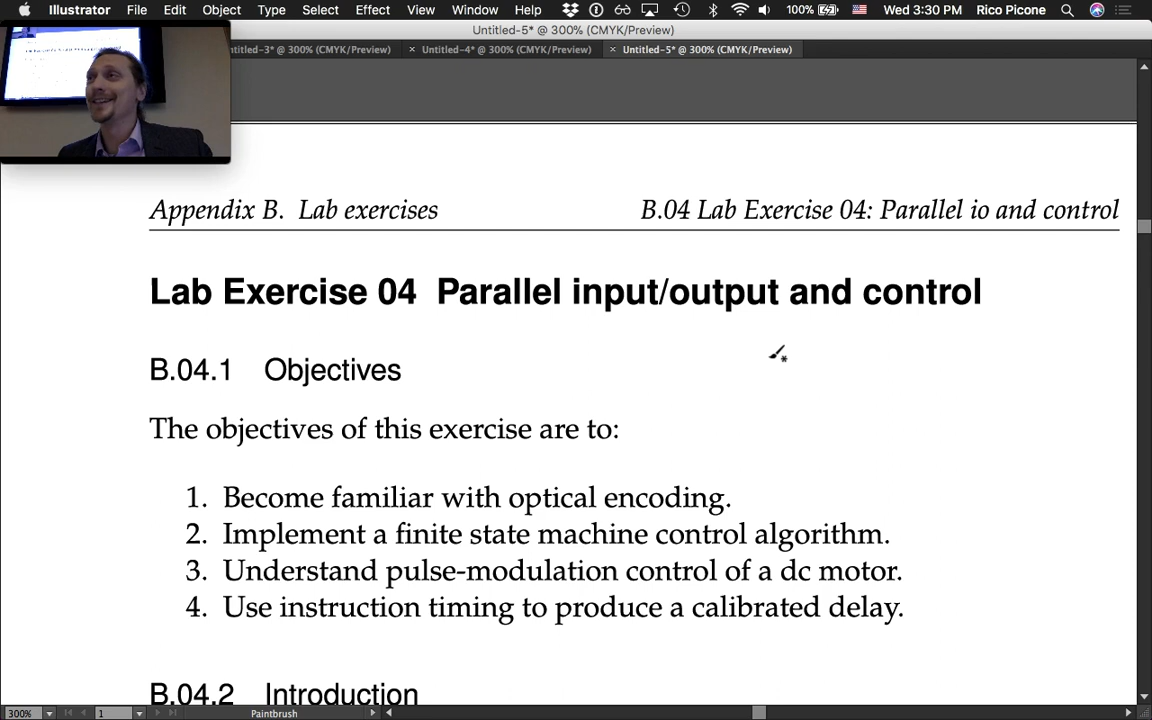 Illustrator File Edit Object Type Select Effect View Window Help 100% Wed 3:30 PM Rico Picone
Untitled-5* @ 300% (CMYK/Preview)
ntitled-3* @ 300% (CMYK/Preview) × Untitled-4* @ 300% (CMYK/Preview) × Untitled-5* @ 300% (CMYK/Preview)
Appendix B. Lab exercises B.04 Lab Exercise 04: Parallel io and control
Lab Exercise 04 Parallel input/output and control
B.04.1 Objectives
The objectives of this exercise are to:
1. Become familiar with optical encoding.
2. Implement a finite state machine control algorithm.
3. Understand pulse-modulation control of a dc motor.
4. Use instruction timing to produce a calibrated delay.
B.04.2 Introduction
300% 1 Paintbrush